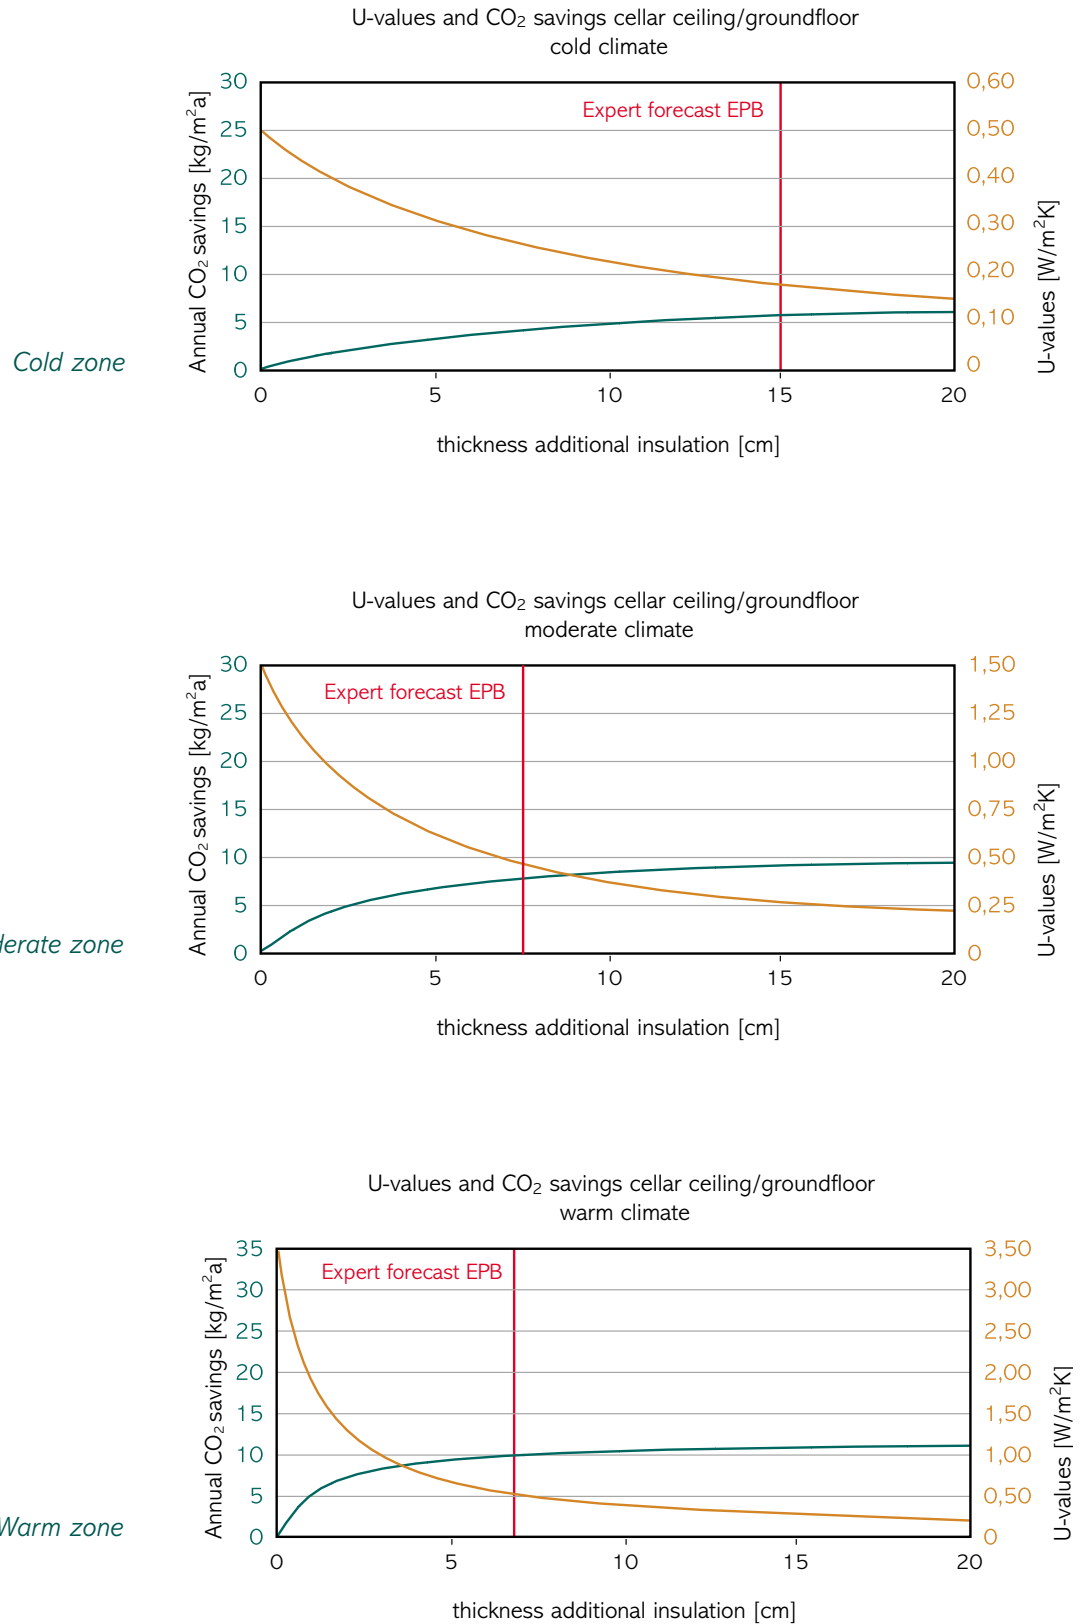 U-values and CO₂ savings cellar ceiling/groundfloor
cold climate
30
25
20
15
10
5
0
Annual CO₂ savings [kg/m²a]
Expert forecast EPB
0,60
0,50
0,40
0,30
0,20
0,10
0
U-values [W/m²K]
Cold zone
0 5 10 15 20
thickness additional insulation [cm]
U-values and CO₂ savings cellar ceiling/groundfloor
moderate climate
30
25
20
15
10
5
0
Annual CO₂ savings [kg/m²a]
Expert forecast EPB
1,50
1,25
1,00
0,75
0,50
0,25
0
U-values [W/m²K]
derate zone
0 5 10 15 20
thickness additional insulation [cm]
U-values and CO₂ savings cellar ceiling/groundfloor
warm climate
35
30
25
20
15
10
5
0
Annual CO₂ savings [kg/m²a]
Expert forecast EPB
3,50
3,00
2,50
2,00
1,50
1,00
0,50
0
U-values [W/m²K]
Warm zone
0 5 10 15 20
thickness additional insulation [cm]